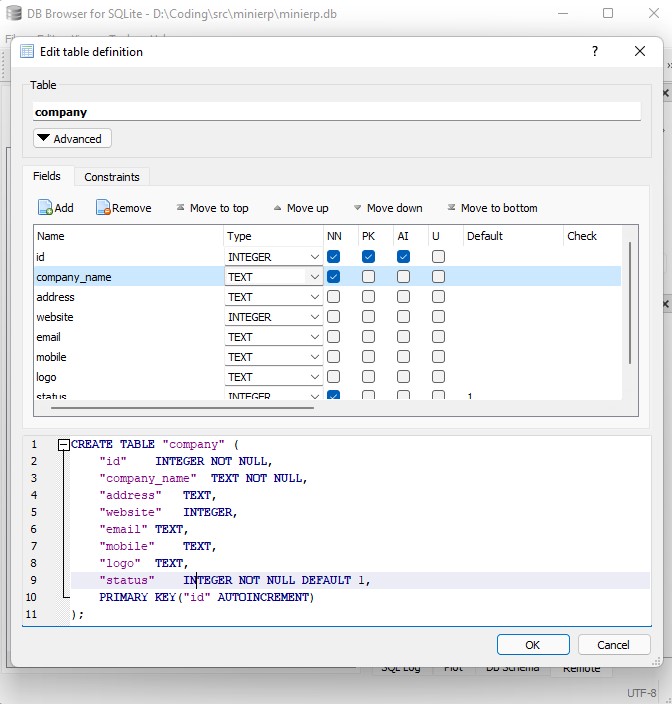 DB Browser for SQLite - D:\Coding\src\minierp\minierp.db
Edit table definition
?
Table
company
Advanced
Fields Constraints
Add Remove Move to top Move up Move down Move to bottom
Name Type NN PK AI U Default Check
id INTEGER
company_name TEXT
address TEXT
website INTEGER
email TEXT
mobile TEXT
logo TEXT
status INTEGER 1
1 CREATE TABLE "company" (
2 "id" INTEGER NOT NULL,
3 "company_name" TEXT NOT NULL,
4 "address" TEXT,
5 "website" INTEGER,
6 "email" TEXT,
7 "mobile" TEXT,
8 "logo" TEXT,
9 "status" INTEGER NOT NULL DEFAULT 1,
10 PRIMARY KEY("id" AUTOINCREMENT)
11 );
OK Cancel
SQL Log Plot DB Schema Remote
UTF-8